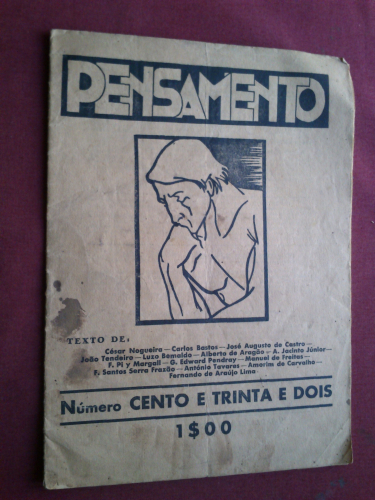 PENSAMENTO
TEXTO DE,
César Nogueira — Carlos Bastos — José Augusto de Castro —
João Tendeiro — Luzo Bemaldo — Alberto de Aragão — A. Jacinto Júnior —
F. Pi y Margall — G. Edward Pendray — Manuel de Freitas —
F. Santos Serra Frazão — António Tavares — Amorim de Carvalho —
Fernando de Araújo Lima
Número CENTO E TRINTA E DOIS
1$00